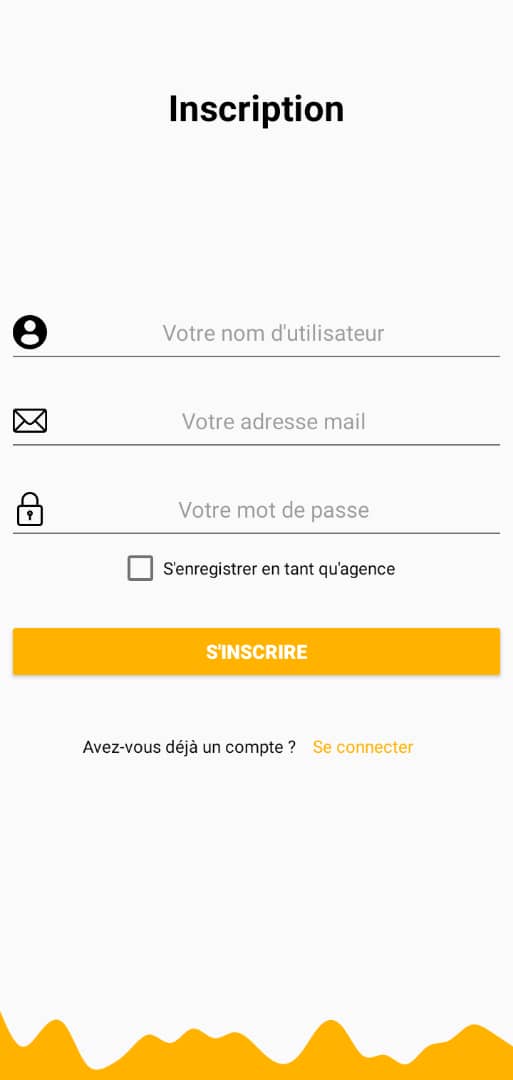 Inscription
Votre nom d'utilisateur
Votre adresse mail
Votre mot de passe
S'enregistrer en tant qu'agence
S'INSCRIRE
Avez-vous déjà un compte ? Se connecter